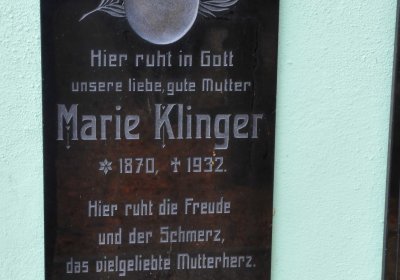 Hier ruht in Gott
unsere liebe, gute Mutter
Marie Klinger
✡ 1870, ✝ 1932.
Hier ruht die Freude
und der Schmerz,
das vielgeliebte Mutterherz.